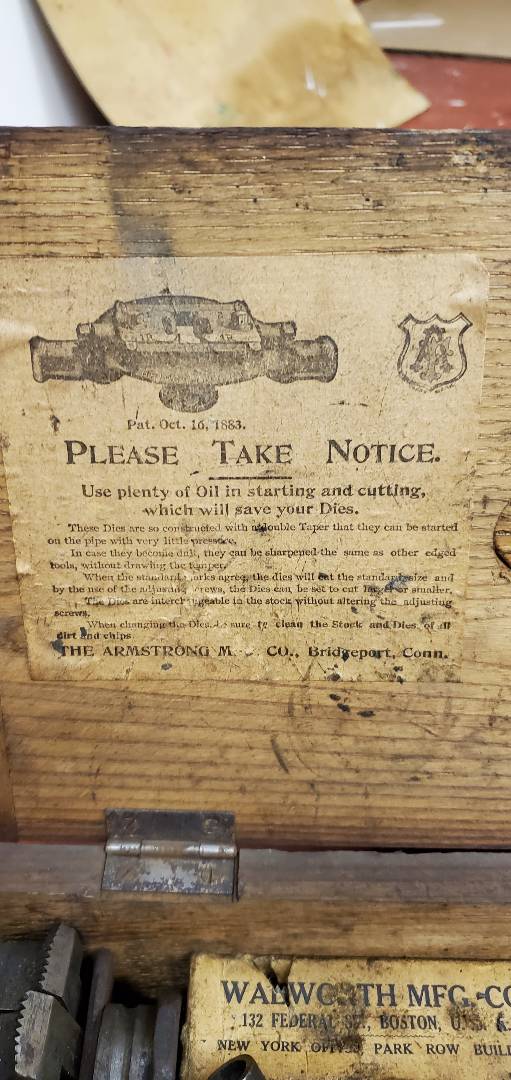 Pat. Oct. 16, 1883.
PLEASE TAKE NOTICE.
Use plenty of Oil in starting and cutting,
which will save your Dies.
These Dies are so constructed with a double Taper that they can be started
on the pipe with very little pressure.
In case they become dull, they can be sharpened the same as other edged
tools, without drawing the temper.
When the standard marks agree, the dies will cut the standard size and
by the use of the adjusting screws, the Dies can be set to cut larger or smaller.
The Dies are interchangeable in the stock without altering the adjusting
screws.
When changing the Dies, be sure to clean the Stock and Dies of all
dirt and chips
THE ARMSTRONG M CO., Bridgeport, Conn.
WALWORTH MFG. CO
132 FEDERAL ST., BOSTON, U.S.
NEW YORK OFFICE, PARK ROW BUIL